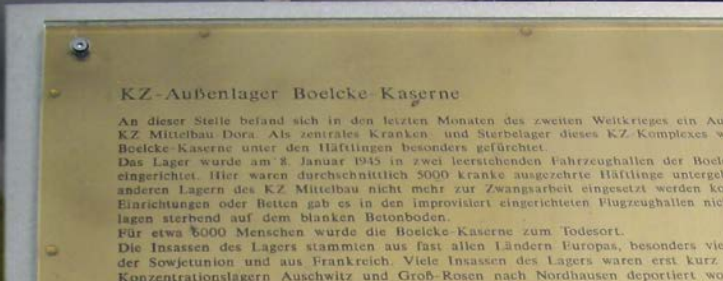 KZ-Außenlager Boelcke-Kaserne
An dieser Stelle befand sich in den letzten Monaten des zweiten Weltkrieges ein Au
KZ Mittelbau-Dora. Als zentrales Kranken- und Sterbelager dieses KZ-Komplexes w
Boelcke-Kaserne unter den Häftlingen besonders gefürchtet.
Das Lager wurde am 8. Januar 1945 in zwei leerstehenden Fahrzeughallen der Boel
eingerichtet. Hier waren durchschnittlich 5000 kranke ausgezehrte Häftlinge untergeb
anderen Lagern des KZ Mittelbau nicht mehr zur Zwangsarbeit eingesetzt werden ko
Einrichtungen oder Betten gab es in den improvisiert eingerichteten Flugzeughallen nic
lagen sterbend auf dem blanken Betonboden.
Für etwa 6000 Menschen wurde die Boelcke-Kaserne zum Todesort.
Die Insassen des Lagers stammten aus fast allen Ländern Europas, besonders vie
der Sowjetunion und aus Frankreich. Viele Insassen des Lagers waren erst kurz
Konzentrationslagern Auschwitz und Groß-Rosen nach Nordhausen deportiert wo